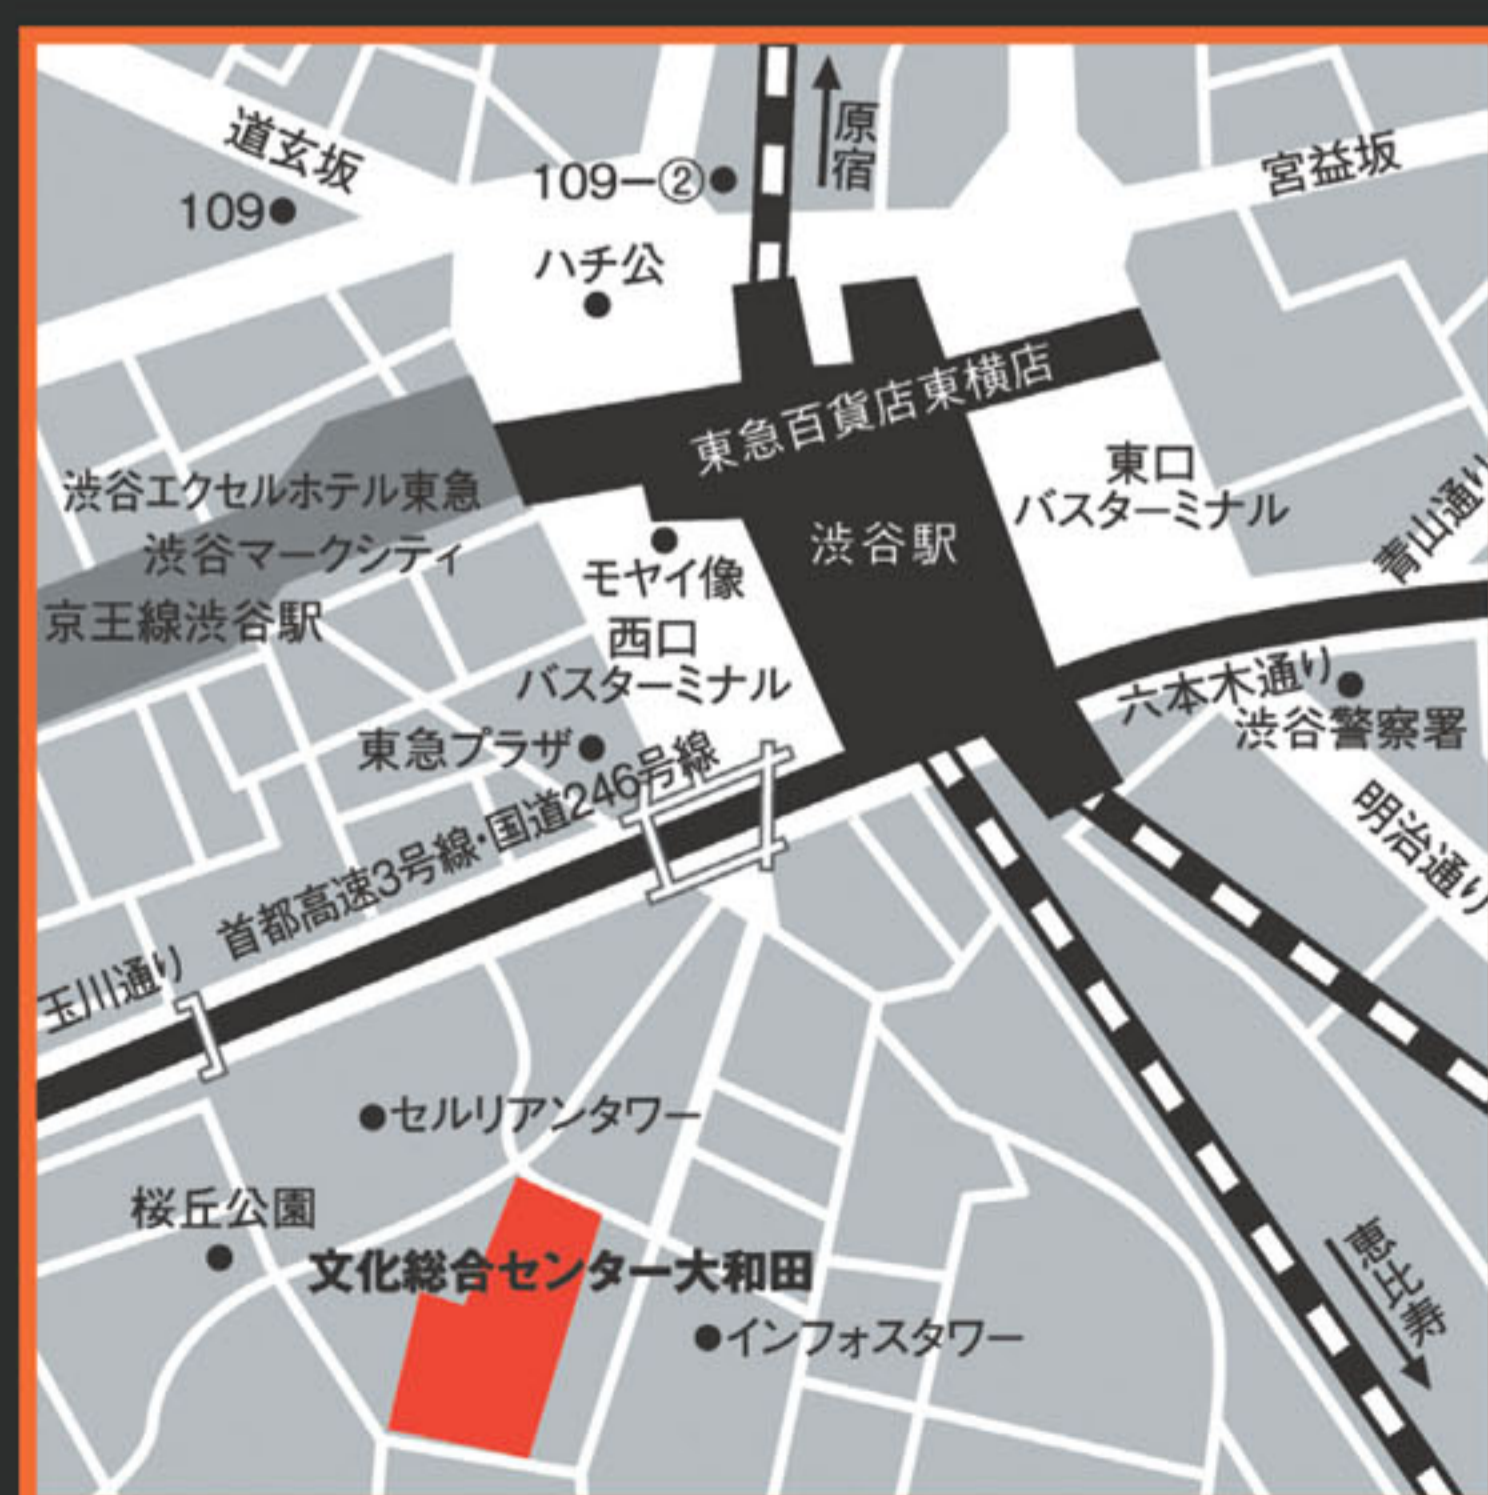 道玄坂
109
109-②
原宿
宮益坂
ハチ公
東急百貨店東横店
渋谷エクセルホテル東急
渋谷マークシティ
京王線渋谷駅
モヤイ像
西口
バスターミナル
渋谷駅
東口
バスターミナル
青山通り
六本木通り
渋谷警察署
明治通り
東急プラザ
首都高速3号線・国道246号線
玉川通り
セルリアンタワー
桜丘公園
文化総合センター大和田
インフォスタワー
恵比寿